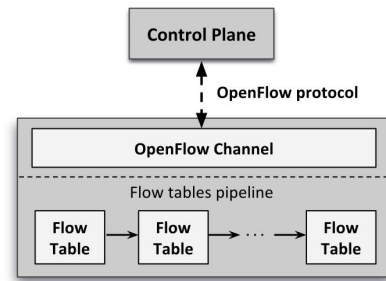 Control Plane
OpenFlow protocol
OpenFlow Channel
Flow tables pipeline
Flow
Table
Flow
Table
...
Flow
Table